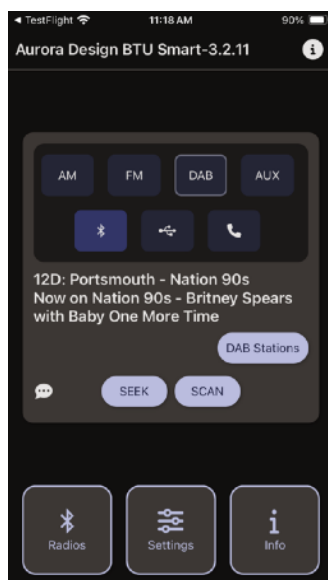 TestFlight 11:18 AM 90%
Aurora Design BTU Smart-3.2.11
AM FM DAB AUX
12D: Portsmouth - Nation 90s
Now on Nation 90s - Britney Spears
with Baby One More Time
DAB Stations
SEEK SCAN
Radios Settings Info